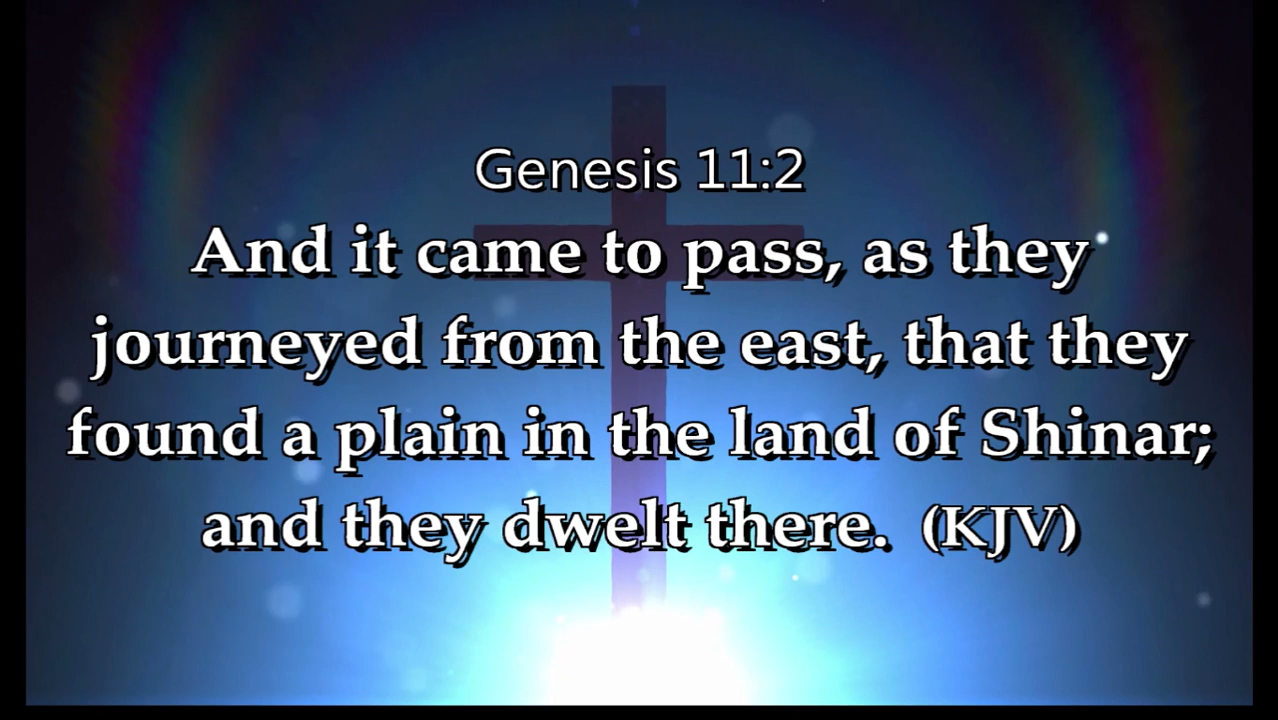 Genesis 11:2
And it came to pass, as they
journeyed from the east, that they
found a plain in the land of Shinar;
and they dwelt there. (KJV)